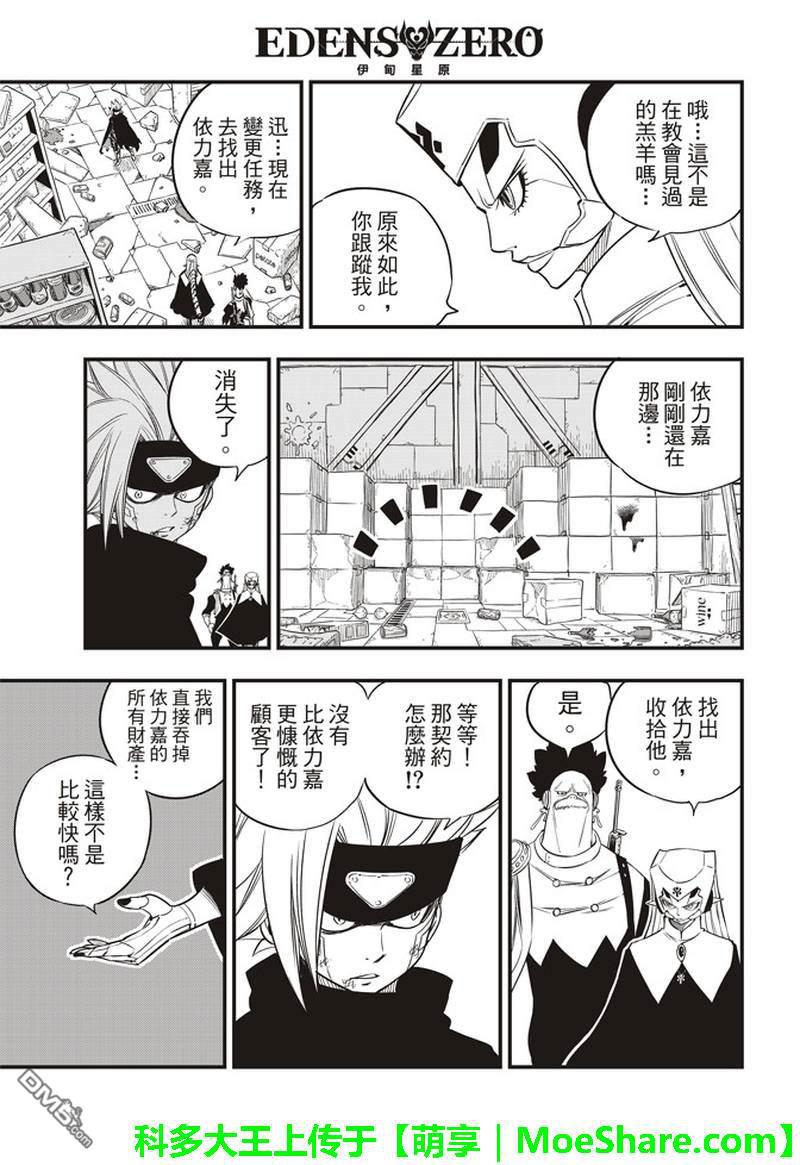 EDENS ZERO
伊甸星原
哦…這不是
在教會見過
的羔羊嗎…
原來如此，
你跟蹤我。
迅…現在
變更任務，
去找出
依力嘉。
依力嘉
剛剛還在
那邊…
wine
消失了。
找出
依力嘉，
收拾他。
是。
等等！
那契約
怎麼辦!?
沒有
比依力嘉
更慷慨的
顧客了！
我們
直接吞掉
依力嘉的
所有財產…
這樣不是
比較快嗎？
DM5.com
科多大王上传于【萌享】|MoeShare.com】